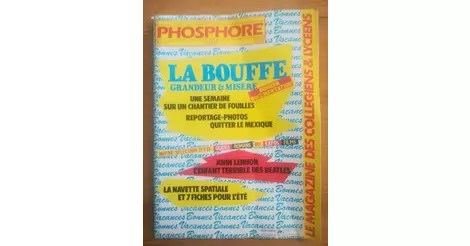 PHOSPHORE
Bonnes Vacances
LA BOUFFE
GRANDEUR & MISÈRE
DOSSIER
UNE SEMAINE
SUR UN CHANTIER DE FOUILLES
REPORTAGE-PHOTOS
QUITTER LE MEXIQUE
JOHN LENNON
L'ENFANT TERRIBLE DES BEATLES
LA NAVETTE SPATIALE
ET 7 FICHES POUR L'ÉTÉ
LE MAGAZINE DES COLLÉGIENS & LYCÉENS